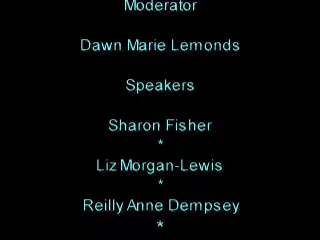 Moderator
Dawn Marie Lemonds
Speakers
Sharon Fisher
*
Liz Morgan-Lewis
*
Reilly Anne Dempsey
*